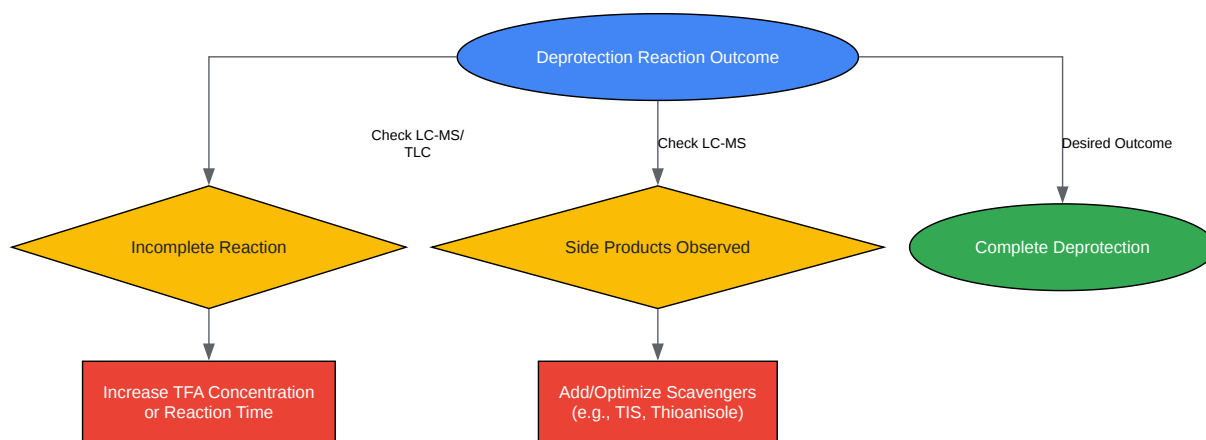 Deprotection Reaction Outcome
Check LC-MS/
TLC
Check LC-MS
Desired Outcome
Incomplete Reaction
Side Products Observed
Complete Deprotection
Increase TFA Concentration
or Reaction Time
Add/Optimize Scavengers
(e.g., TIS, Thioanisole)